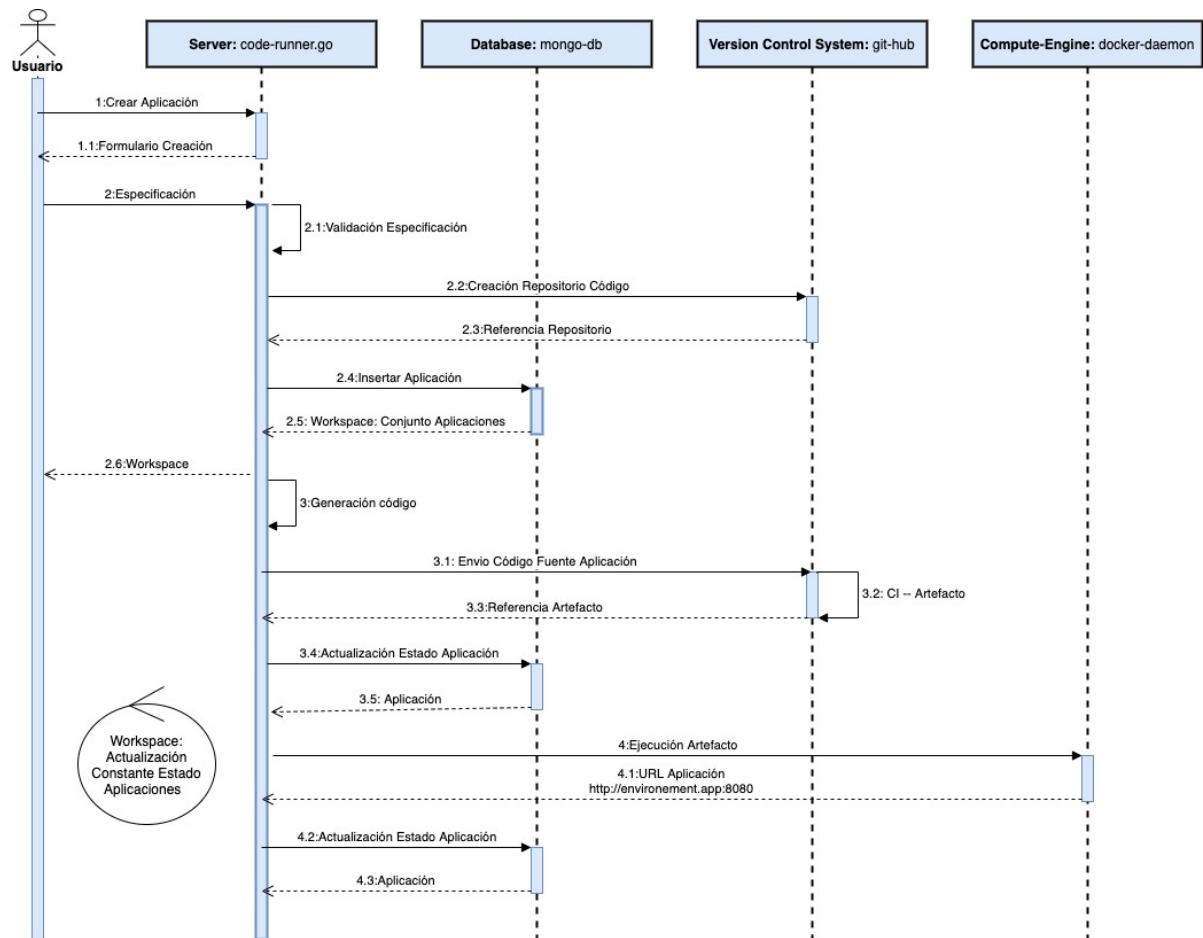 Usuario
Server: code-runner.go
Database: mongo-db
Version Control System: git-hub
Compute-Engine: docker-daemon
1:Crear Aplicación
1.1:Formulario Creación
2:Especificación
2.1:Validación Especificación
2.2:Creación Repositorio Código
2.3:Referencia Repositorio
2.4:Insertar Aplicación
2.5: Workspace: Conjunto Aplicaciones
2.6:Workspace
3:Generación código
3.1: Envio Código Fuente Aplicación
3.2: CI -- Artefacto
3.3:Referencia Artefacto
3.4:Actualización Estado Aplicación
3.5: Aplicación
Workspace:
Actualización
Constante Estado
Aplicaciones
4:Ejecución Artefacto
4.1:URL Aplicación
http://environement.app:8080
4.2:Actualización Estado Aplicación
4.3:Aplicación